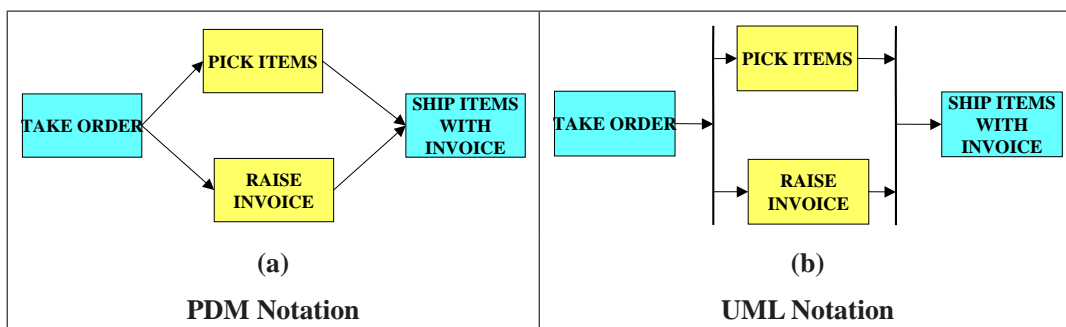 PICK ITEMS
TAKE ORDER
SHIP ITEMS
WITH
INVOICE
RAISE
INVOICE
(a)
PDM Notation
PICK ITEMS
TAKE ORDER
SHIP ITEMS
WITH
INVOICE
RAISE
INVOICE
(b)
UML Notation